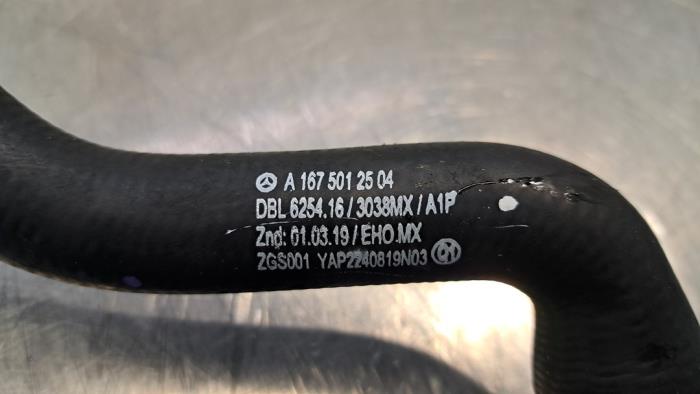 A 167 501 25 04
DBL 6254.16 / 3038MX / A1P
Znd: 01.03.19 / EHO.MX
ZGS001 YAP2240819N03